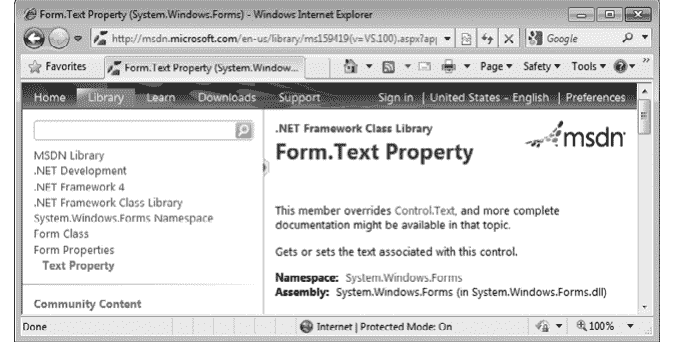 Form.Text Property (System.Windows.Forms) - Windows Internet Explorer
http://msdn.microsoft.com/en-us/library/ms159419(v=VS.100).aspx?ap
Google
Favorites
Form.Text Property (System.Window...
Page
Safety
Tools
Home Library Learn Downloads Support Sign in | United States - English | Preferences
MSDN Library
.NET Development
.NET Framework 4
.NET Framework Class Library
System.Windows.Forms Namespace
Form Class
Form Properties
Text Property
Community Content
.NET Framework Class Library
msdn
Form.Text Property
This member overrides Control.Text, and more complete
documentation might be available in that topic.
Gets or sets the text associated with this control.
Namespace: System.Windows.Forms
Assembly: System.Windows.Forms (in System.Windows.Forms.dll)
Done
Internet | Protected Mode: On
100%